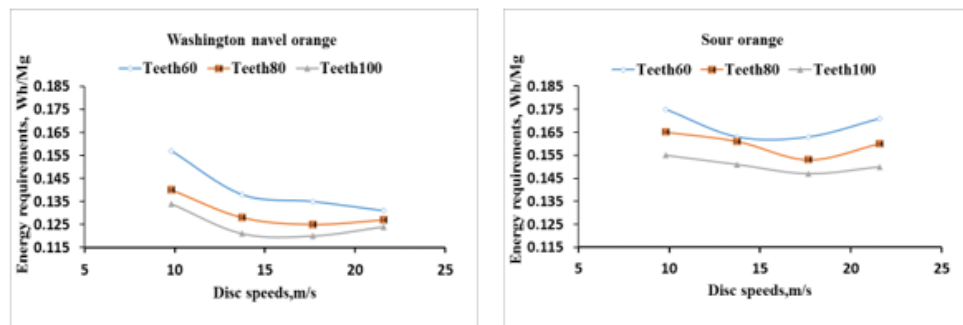 Washington navel orange
Teeth60 Teeth80 Teeth100
Energy requirements, Wh/Mg
0.185
0.175
0.165
0.155
0.145
0.135
0.125
0.115
5 10 15 20 25
Disc speeds,m/s
Sour orange
Teeth60 Teeth80 Teeth100
Energy requirements, Wh/Mg
0.185
0.175
0.165
0.155
0.145
0.135
0.125
0.115
5 10 15 20 25
Disc speeds,m/s